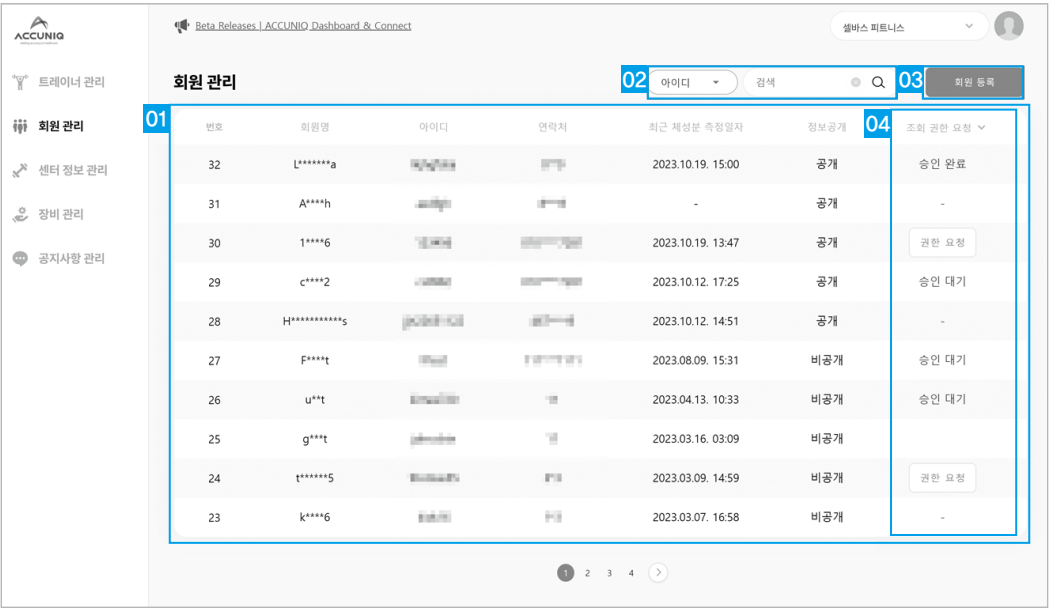 ACCUNIQ
Beta Releases | ACCUNIQ Dashboard & Connect
셀바스 피트니스
트레이너 관리
회원 관리
센터 정보 관리
장비 관리
공지사항 관리
회원 관리
02 아이디 검색 03 회원 등록
01 번호 회원명 아이디 연락처 최근 체성분 측정일자 정보공개 04 조회 권한 요청
32 L*******a 2023.10.19. 15:00 공개 승인 완료
31 A****h - 공개 -
30 1****6 2023.10.19. 13:47 공개 권한 요청
29 c****2 2023.10.12. 17:25 공개 승인 대기
28 H***********s 2023.10.12. 14:51 공개 -
27 F****t 2023.08.09. 15:31 비공개 승인 대기
26 u**t 2023.04.13. 10:33 비공개 승인 대기
25 g***t 2023.03.16. 03:09 비공개
24 t******5 2023.03.09. 14:59 비공개 권한 요청
23 k****6 2023.03.07. 16:58 비공개 -
1 2 3 4